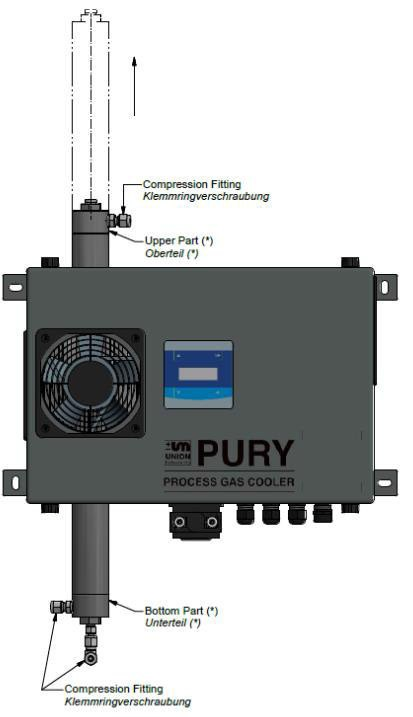 Compression Fitting
Klemmringverschraubung
Upper Part (*)
Oberteil (*)
UNION
PURY
PROCESS GAS COOLER
Bottom Part (*)
Unterteil (*)
Compression Fitting
Klemmringverschraubung